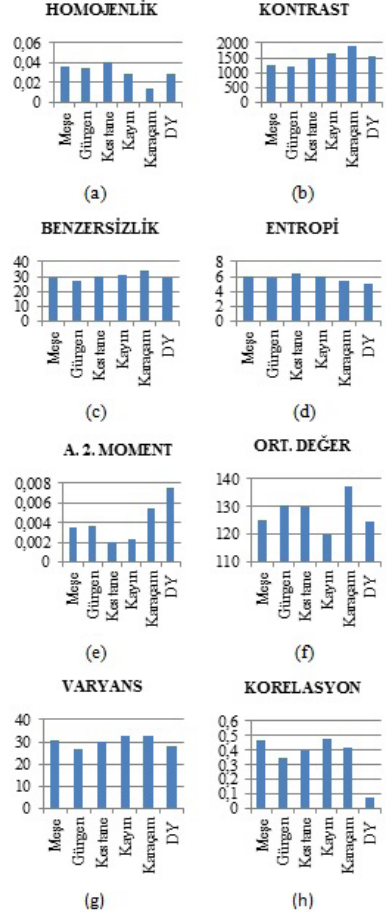 HOMOJENLİK
0,06
0,04
0,02
0
Meşe
Gürgen
Kestane
Kayın
Karaçam
DY
(a)
KONTRAST
2000
1500
1000
500
0
Meşe
Gürgen
Kestane
Kayın
Karaçam
DY
(b)
BENZERSİZLİK
40
30
20
10
0
Meşe
Gürgen
Kestane
Kayın
Karaçam
DY
(c)
ENTROPİ
8
6
4
2
0
Meşe
Gürgen
Kestane
Kayın
Karaçam
DY
(d)
A. 2. MOMENT
0,008
0,006
0,004
0,002
0
Meşe
Gürgen
Kestane
Kayın
Karaçam
DY
(e)
ORT. DEĞER
140
130
120
110
Meşe
Gürgen
Kestane
Kayın
Karaçam
DY
(f)
VARYANS
40
30
20
10
0
Meşe
Gürgen
Kestane
Kayın
Karaçam
DY
(g)
KORELASYON
0,6
0,5
0,4
0,3
0,2
0,1
0
Meşe
Gürgen
Kestane
Kayın
Karaçam
DY
(h)